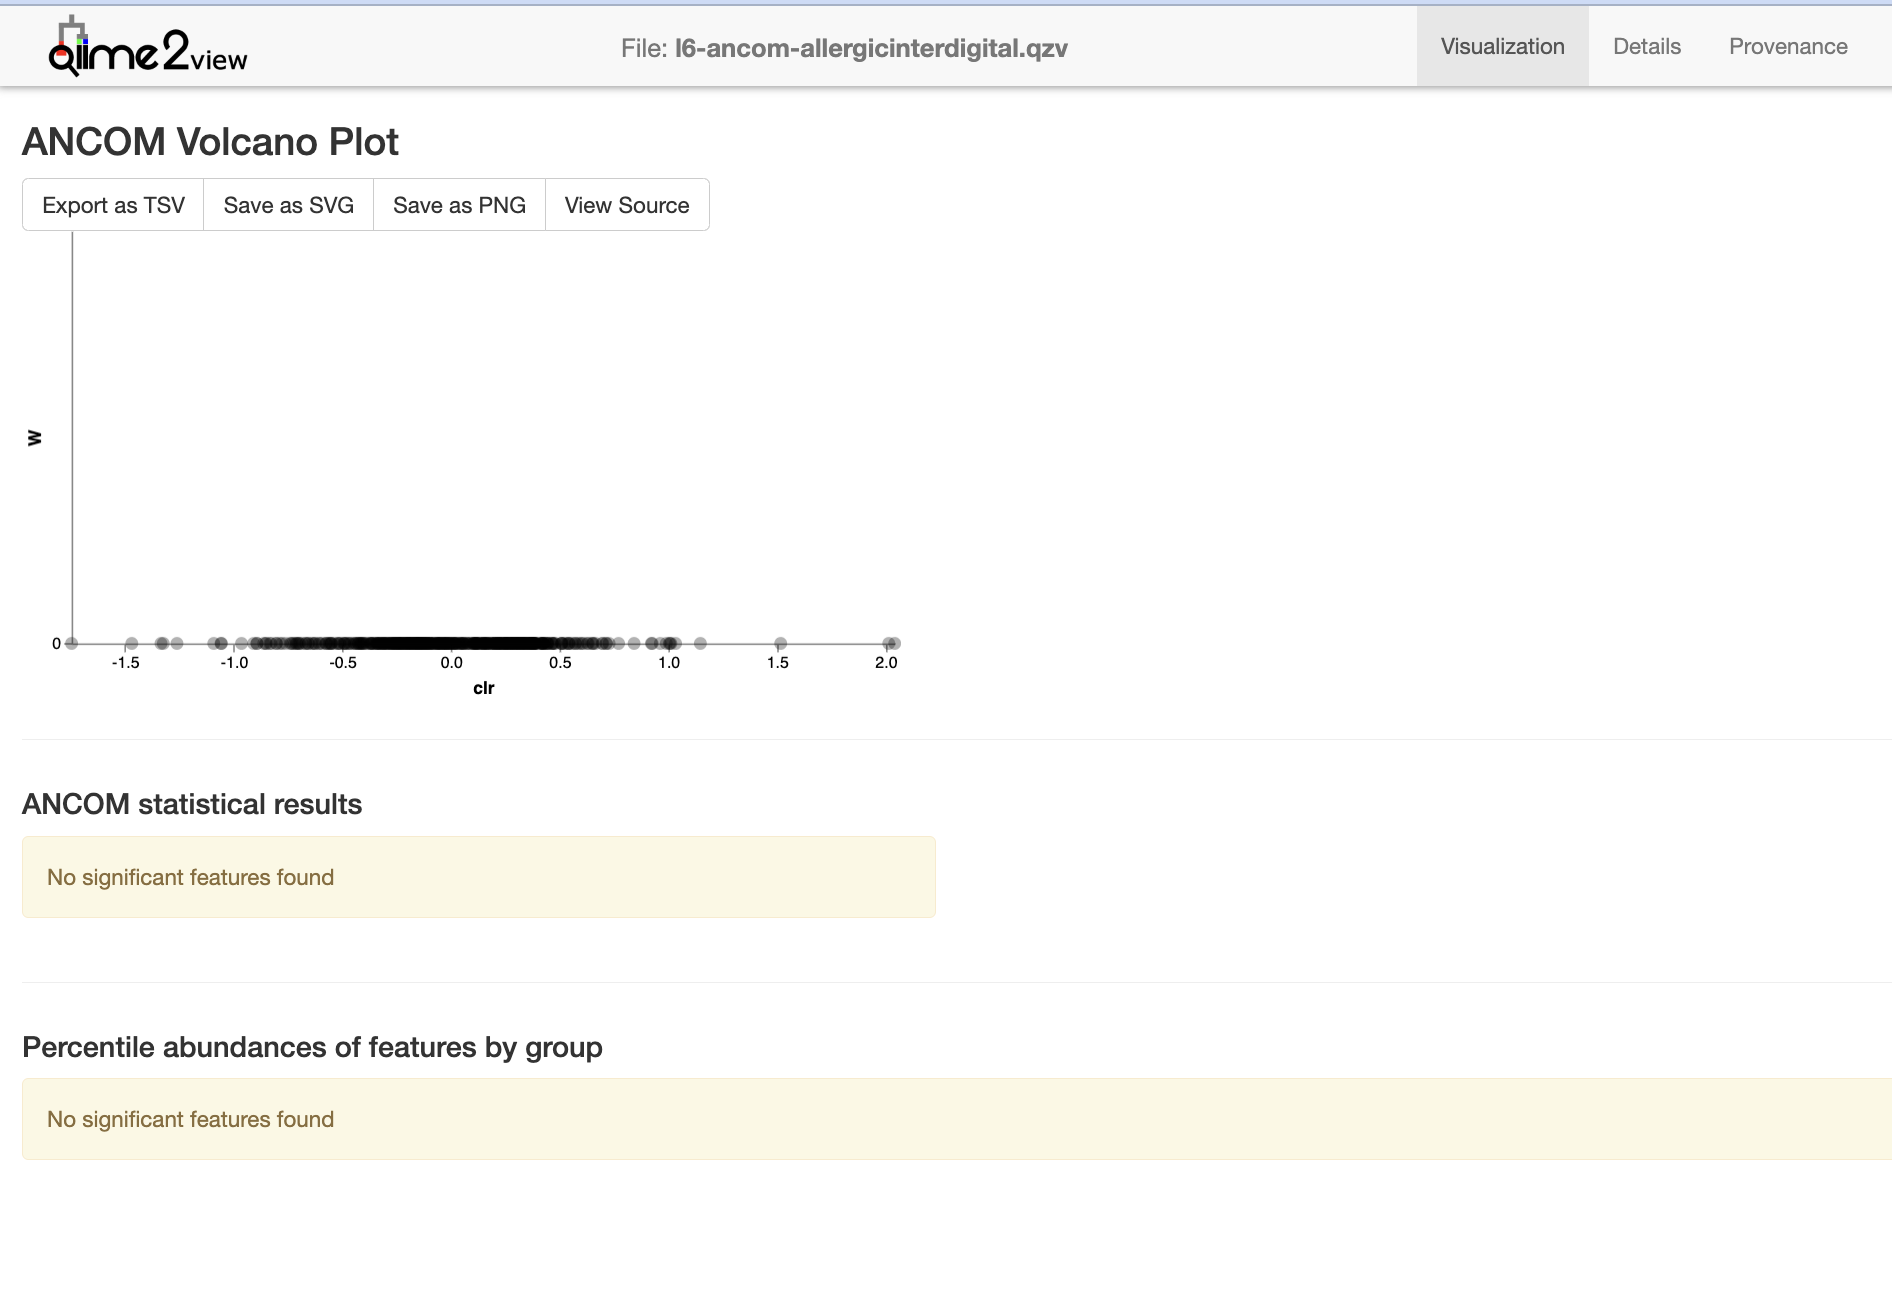 qiime2view
File: l6-ancom-allergicinterdigital.qzv
Visualization
Details
Provenance
ANCOM Volcano Plot
Export as TSV
Save as SVG
Save as PNG
View Source
W
0
-1.5 -1.0 -0.5 0.0 0.5 1.0 1.5 2.0
clr
ANCOM statistical results
No significant features found
Percentile abundances of features by group
No significant features found